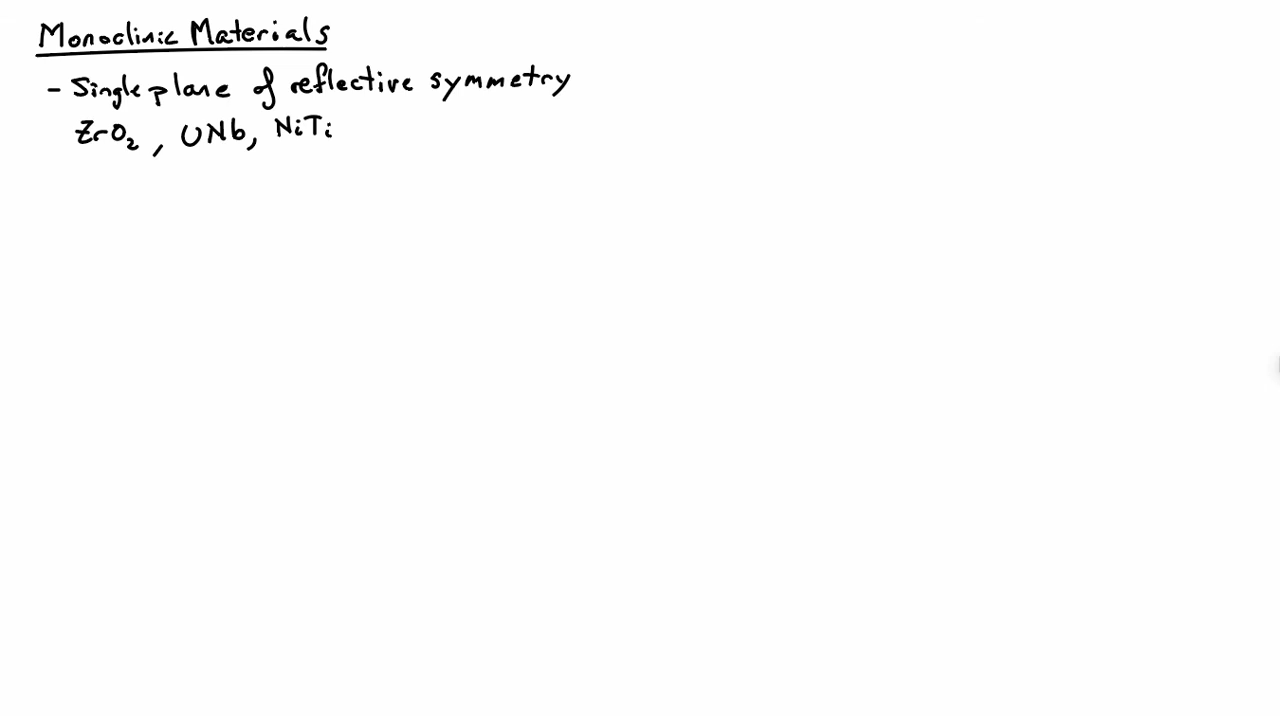 Monoclinic Materials
- Single plane of reflective symmetry
ZrO₂, UNb, NiTi